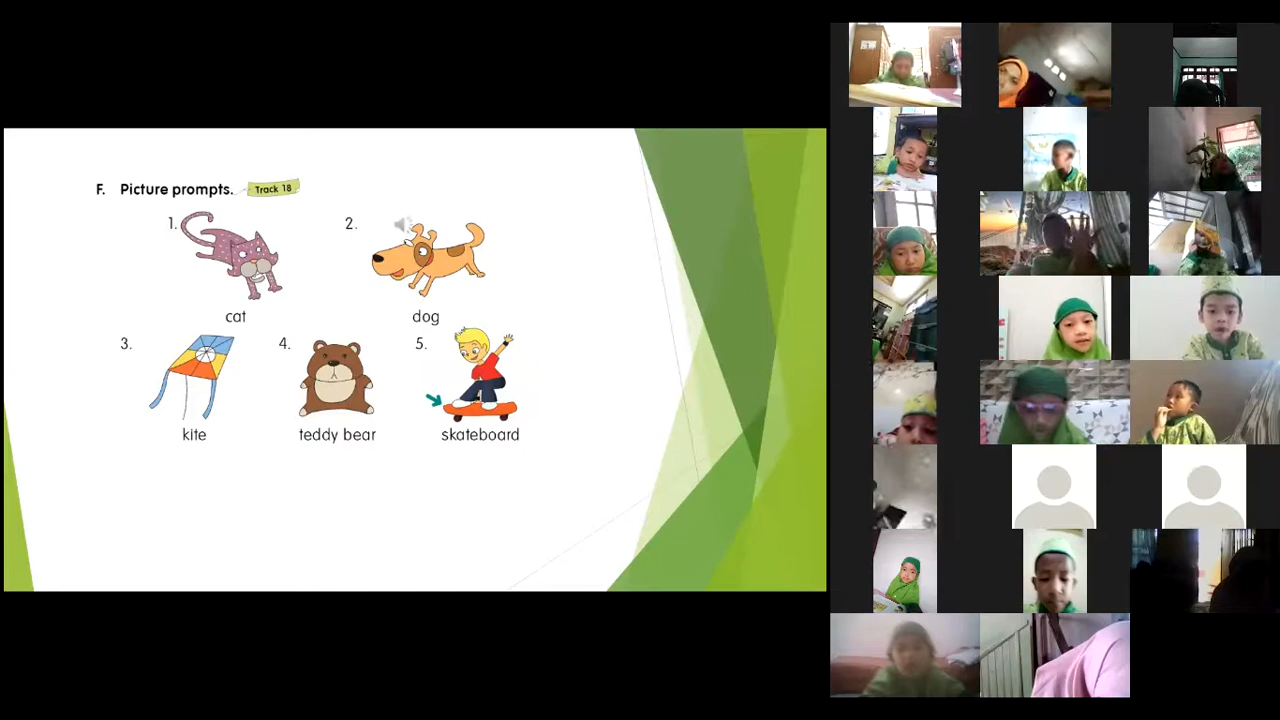 F. Picture prompts. Track 18
1. 2.
cat dog
3. 4. 5.
kite teddy bear skateboard